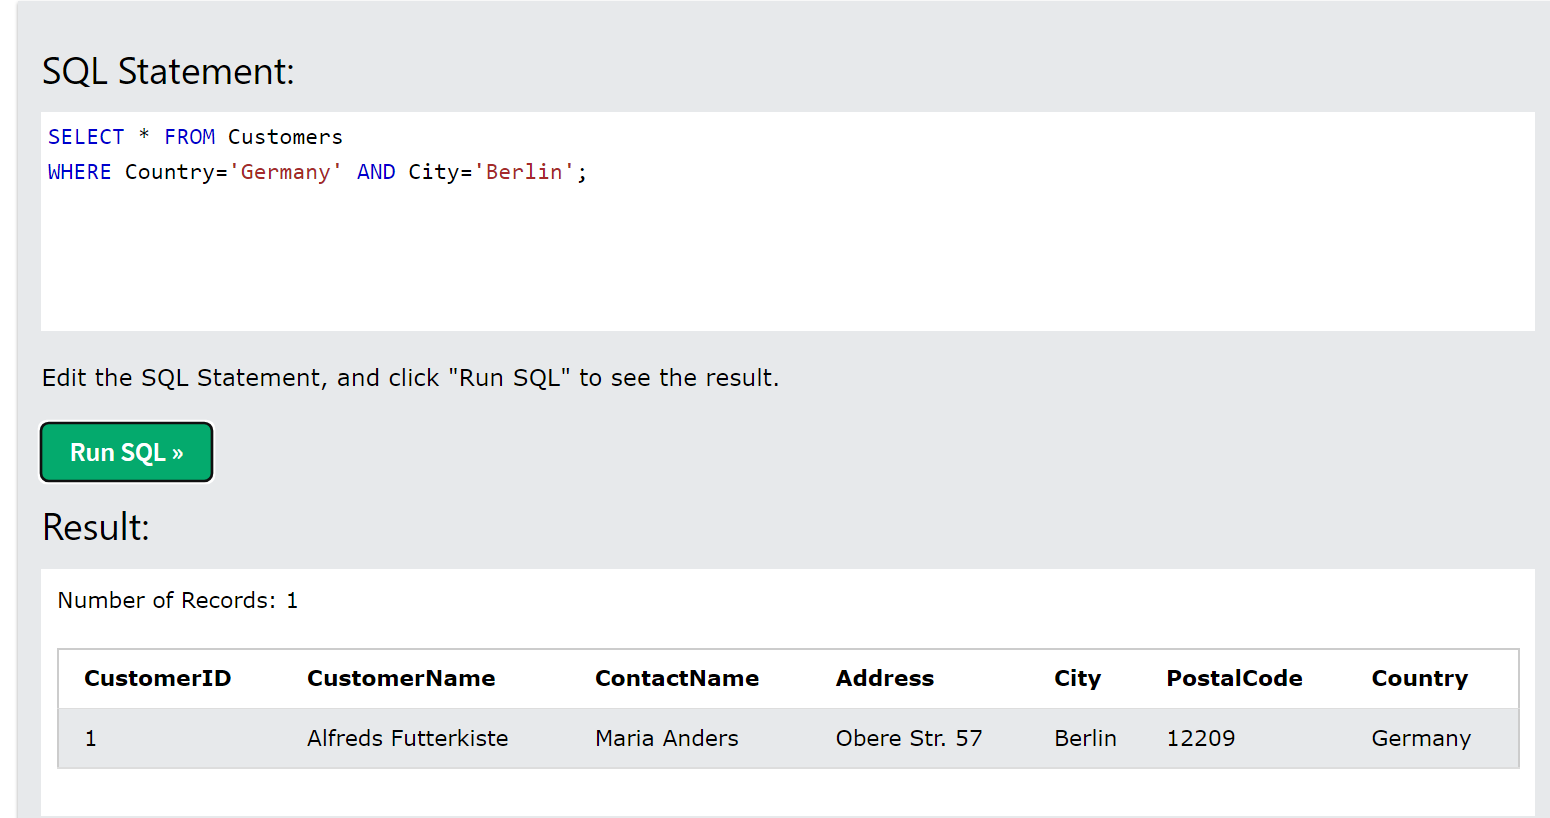 SQL Statement:
SELECT * FROM Customers
WHERE Country='Germany' AND City='Berlin';
Edit the SQL Statement, and click "Run SQL" to see the result.
Run SQL »
Result:
Number of Records: 1
CustomerID CustomerName ContactName Address City PostalCode Country
1 Alfreds Futterkiste Maria Anders Obere Str. 57 Berlin 12209 Germany